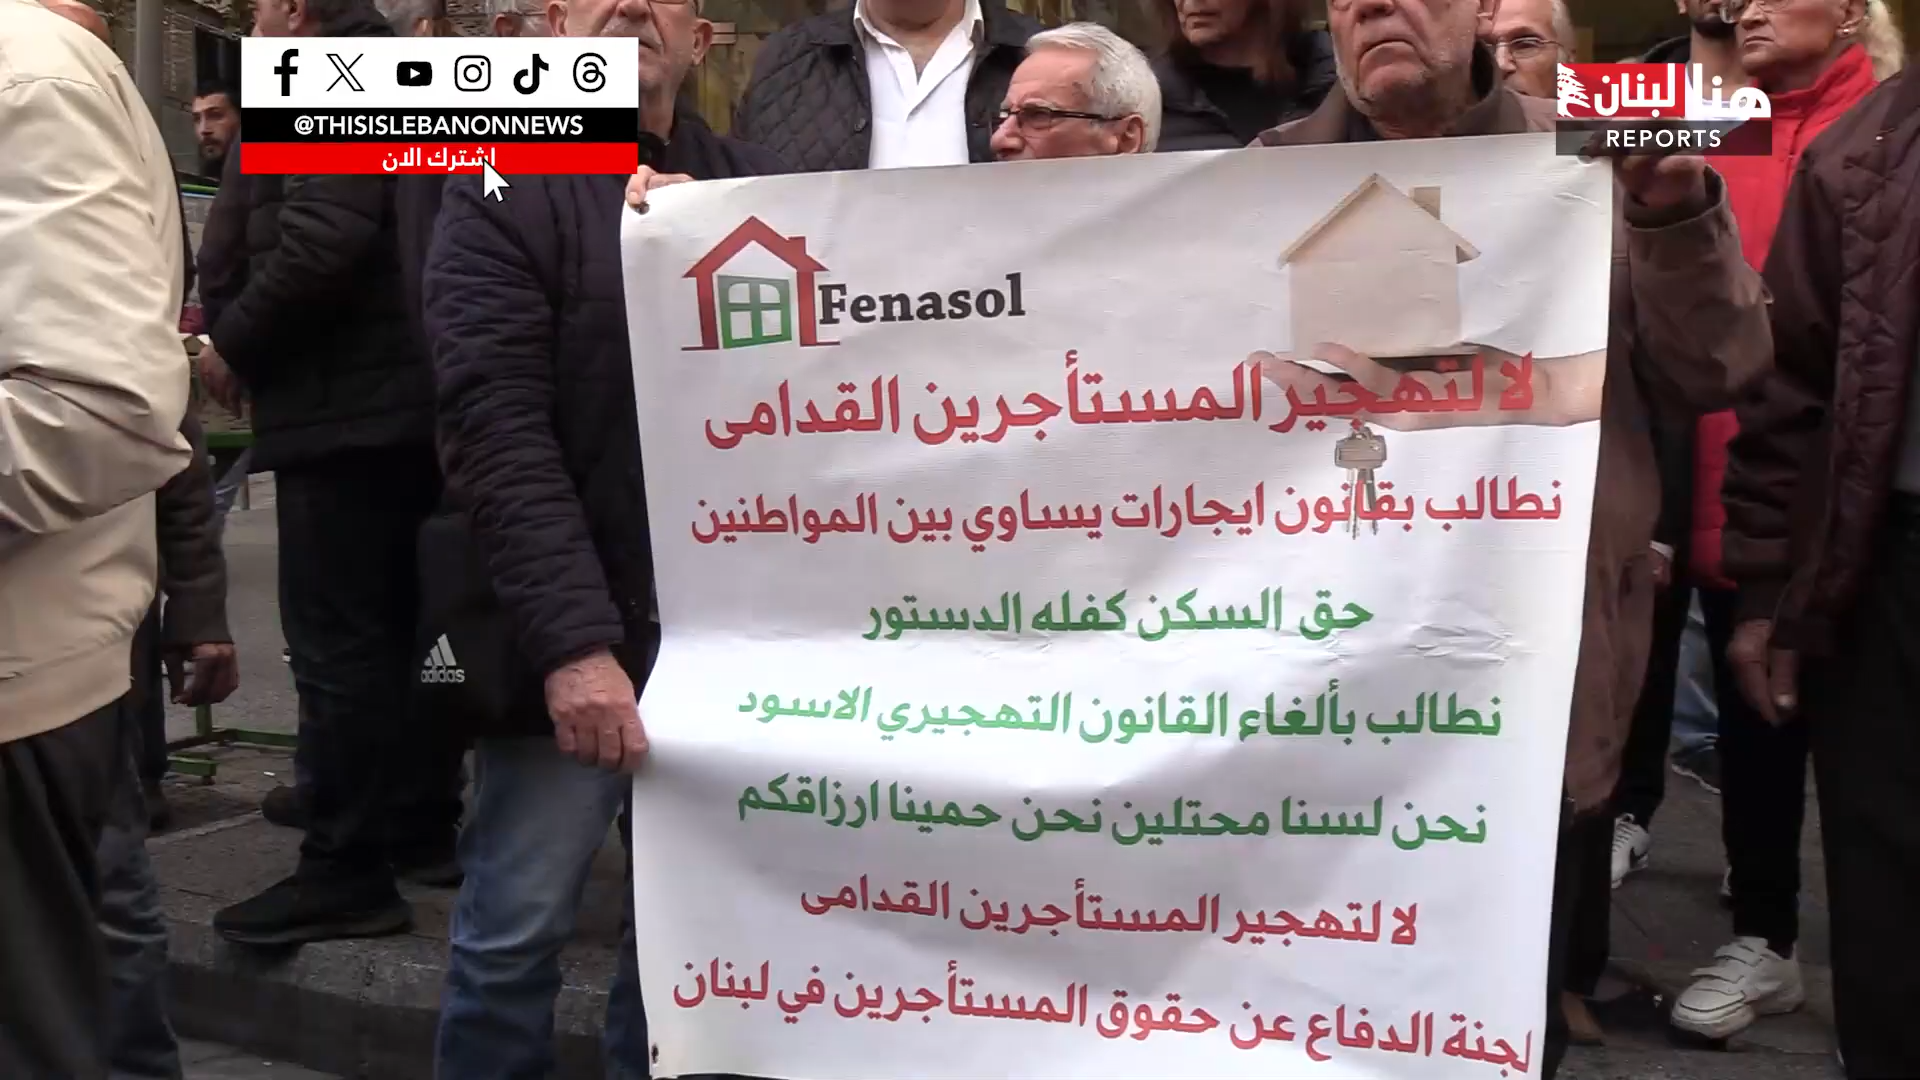 @THISISLEBANONNEWS
اشترك الان
هنا لبنان
REPORTS
Fenasol
لا لتهجير المستأجرين القدامى
نطالب بقانون ايجارات يساوي بين المواطنين
حق السكن كفله الدستور
نطالب بألغاء القانون التهجيري الاسود
نحن لسنا محتلين نحن حمينا ارزاقكم
لا لتهجير المستأجرين القدامى
لجنة الدفاع عن حقوق المستأجرين في لبنان
adidas